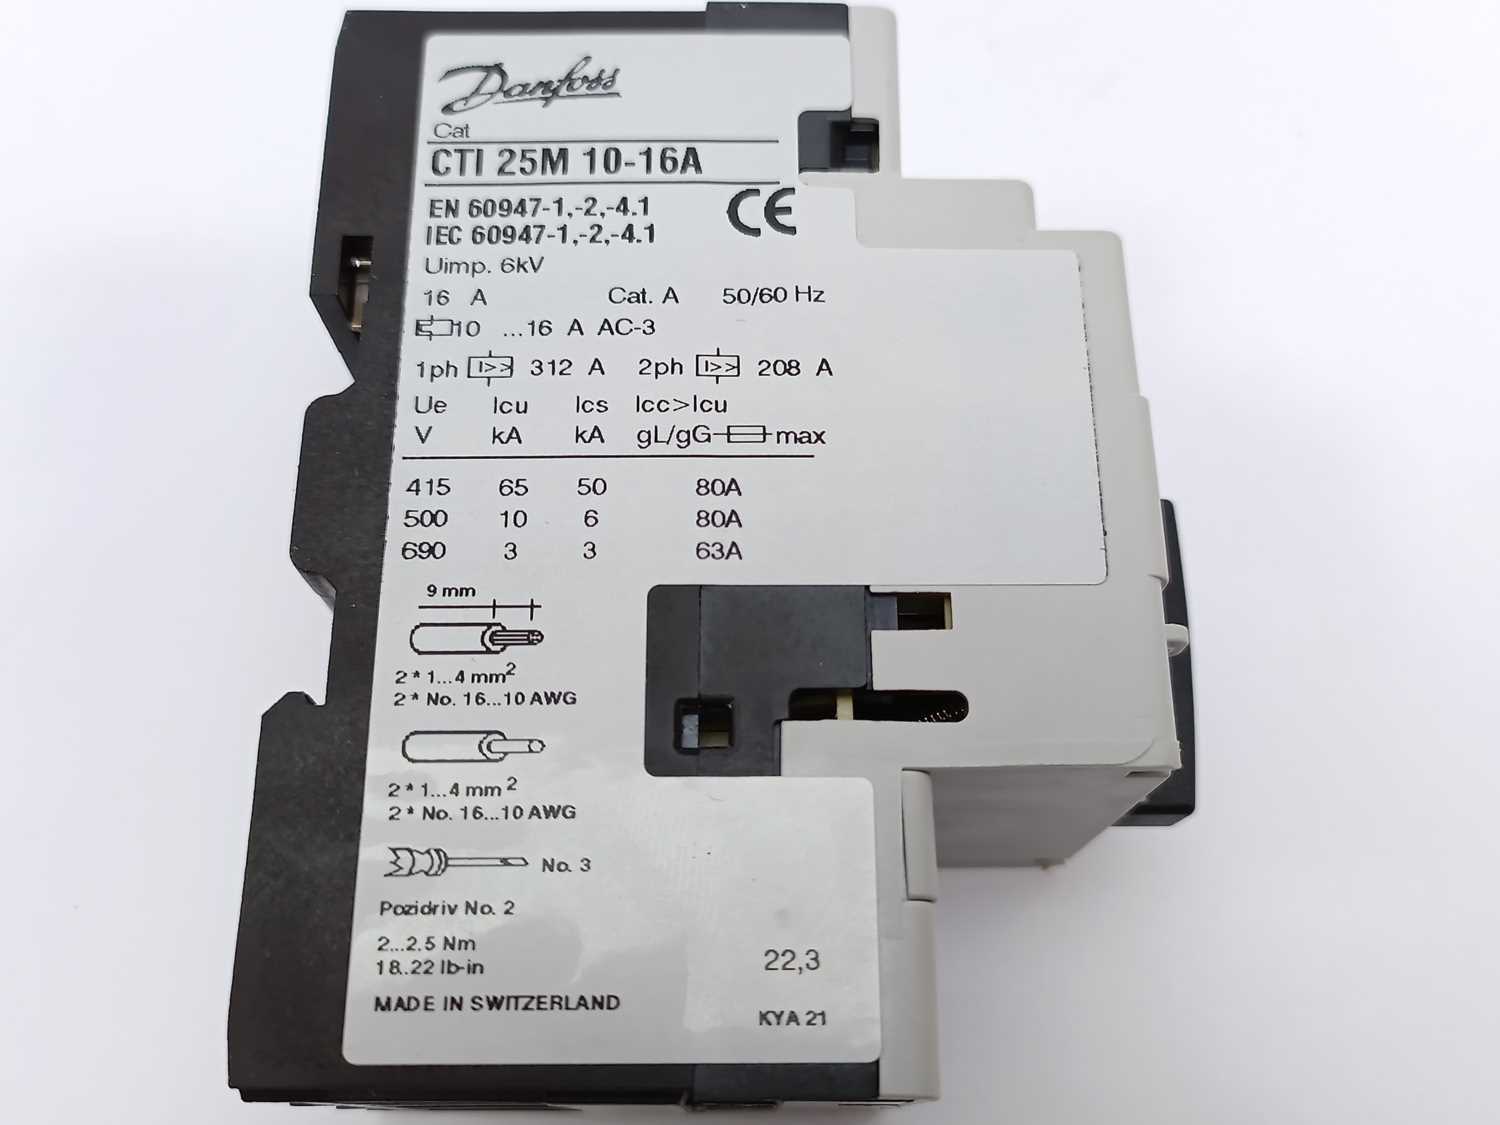 Danfoss
Cat
CTI 25M 10-16A
EN 60947-1,-2,-4.1
IEC 60947-1,-2,-4.1
CE
Uimp. 6kV
16 A Cat. A 50/60 Hz
10 ...16 A AC-3
1ph I>> 312 A 2ph I>> 208 A
Ue Icu Ics Icc>Icu
V kA kA gL/gG max
415 65 50 80A
500 10 6 80A
690 3 3 63A
9 mm
2*1...4 mm²
2* No. 16...10 AWG
2*1...4 mm²
2* No. 16...10 AWG
No. 3
Pozidriv No. 2
2...2.5 Nm
18..22 lb-in
22,3
MADE IN SWITZERLAND
KYA 21